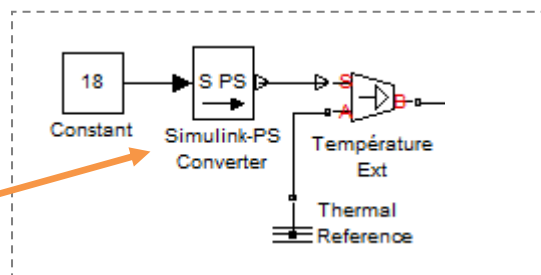 18
Constant
S PS
Simulink-PS
Converter
S
A
B
Température
Ext
Thermal
Reference